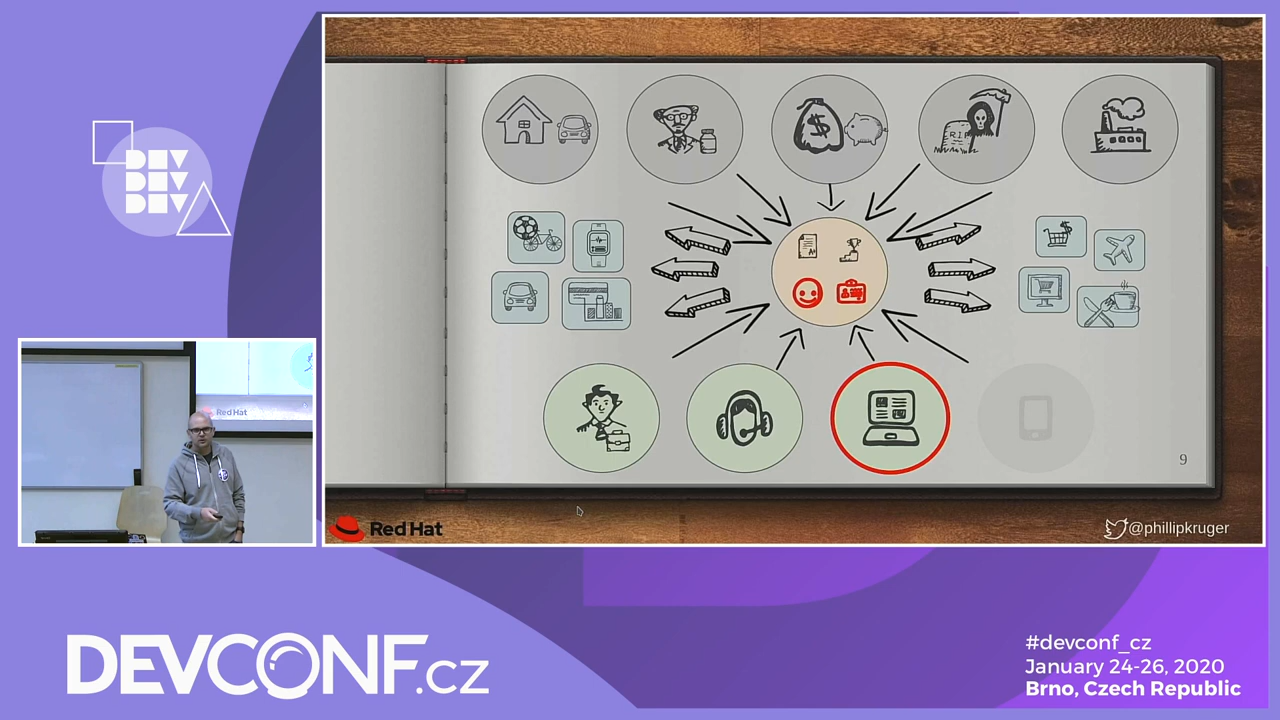 DEV
DEV
DEV
$
R.I.P
A+
$
9
Red Hat
@phillipkruger
Red Hat
DEVCONF.cz
#devconf_cz
January 24-26, 2020
Brno, Czech Republic